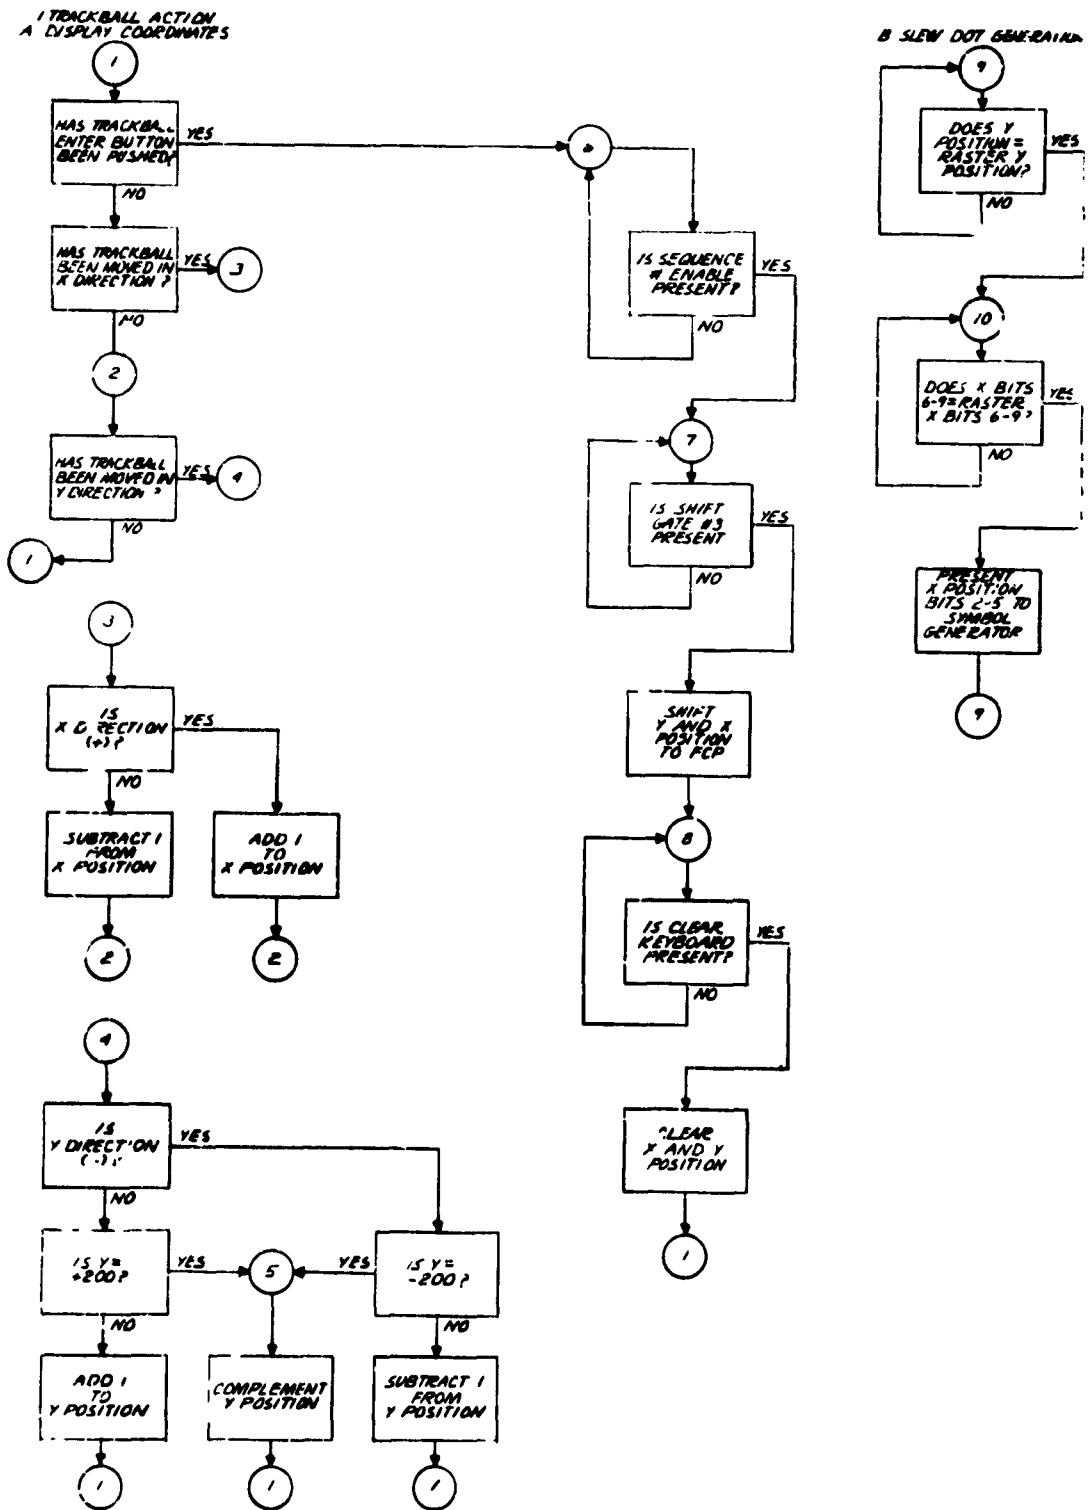 1 TRACKBALL ACTION
A DISPLAY COORDINATES
1
HAS TRACKBALL
ENTER BUTTON
BEEN PUSHED?
YES
NO
HAS TRACKBALL
BEEN MOVED IN
X DIRECTION?
YES
3
NO
2
HAS TRACKBALL
BEEN MOVED IN
Y DIRECTION?
YES
4
NO
1
3
IS
X D RECTION
(+)?
YES
NO
SUBTRACT 1
FROM
X POSITION
ADD 1
TO
X POSITION
2
2
4
IS
Y DIRECTION
(-)?
YES
NO
IS Y=
+200?
YES
5
YES
IS Y=
-200?
NO
NO
ADD 1
TO
Y POSITION
COMPLEMENT
Y POSITION
SUBTRACT 1
FROM
Y POSITION
1
1
1
6
IS SEQUENCE
ENABLE
PRESENT?
YES
NO
7
IS SHIFT
GATE #3
PRESENT
YES
NO
SHIFT
Y AND X
POSITION
TO FCP
8
IS CLEAR
KEYBOARD
PRESENT?
YES
NO
CLEAR
X AND Y
POSITION
1
B SLEW DOT GENERATION
9
DOES Y
POSITION=
RASTER Y
POSITION?
YES
NO
10
DOES X BITS
6-9=RASTER
X BITS 6-9?
YES
NO
PRESENT
X POSITION
BITS 2-5 TO
SYMBOL
GENERATOR
9